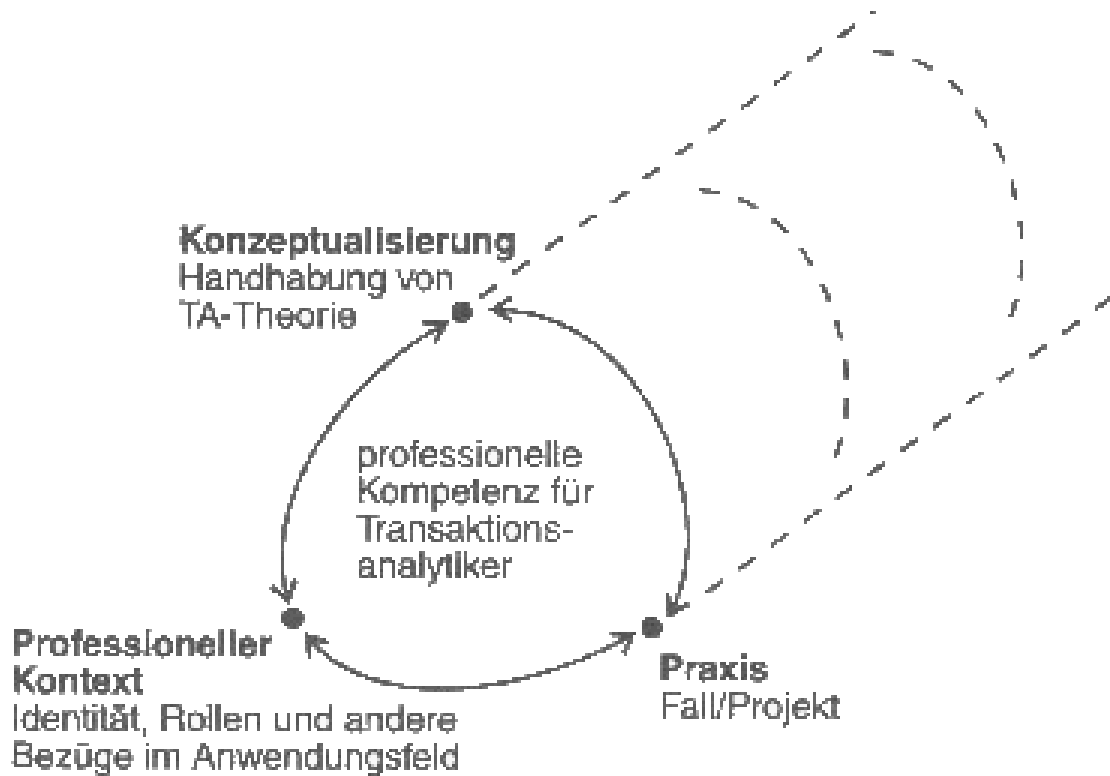 Konzeptualisierung
Handhabung von
TA-Theorie
professionelle
Kompetenz für
Transaktions-
analytiker
Professioneller
Kontext
Identität, Rollen und andere
Bezüge im Anwendungsfeld
Praxis
Fall/Projekt